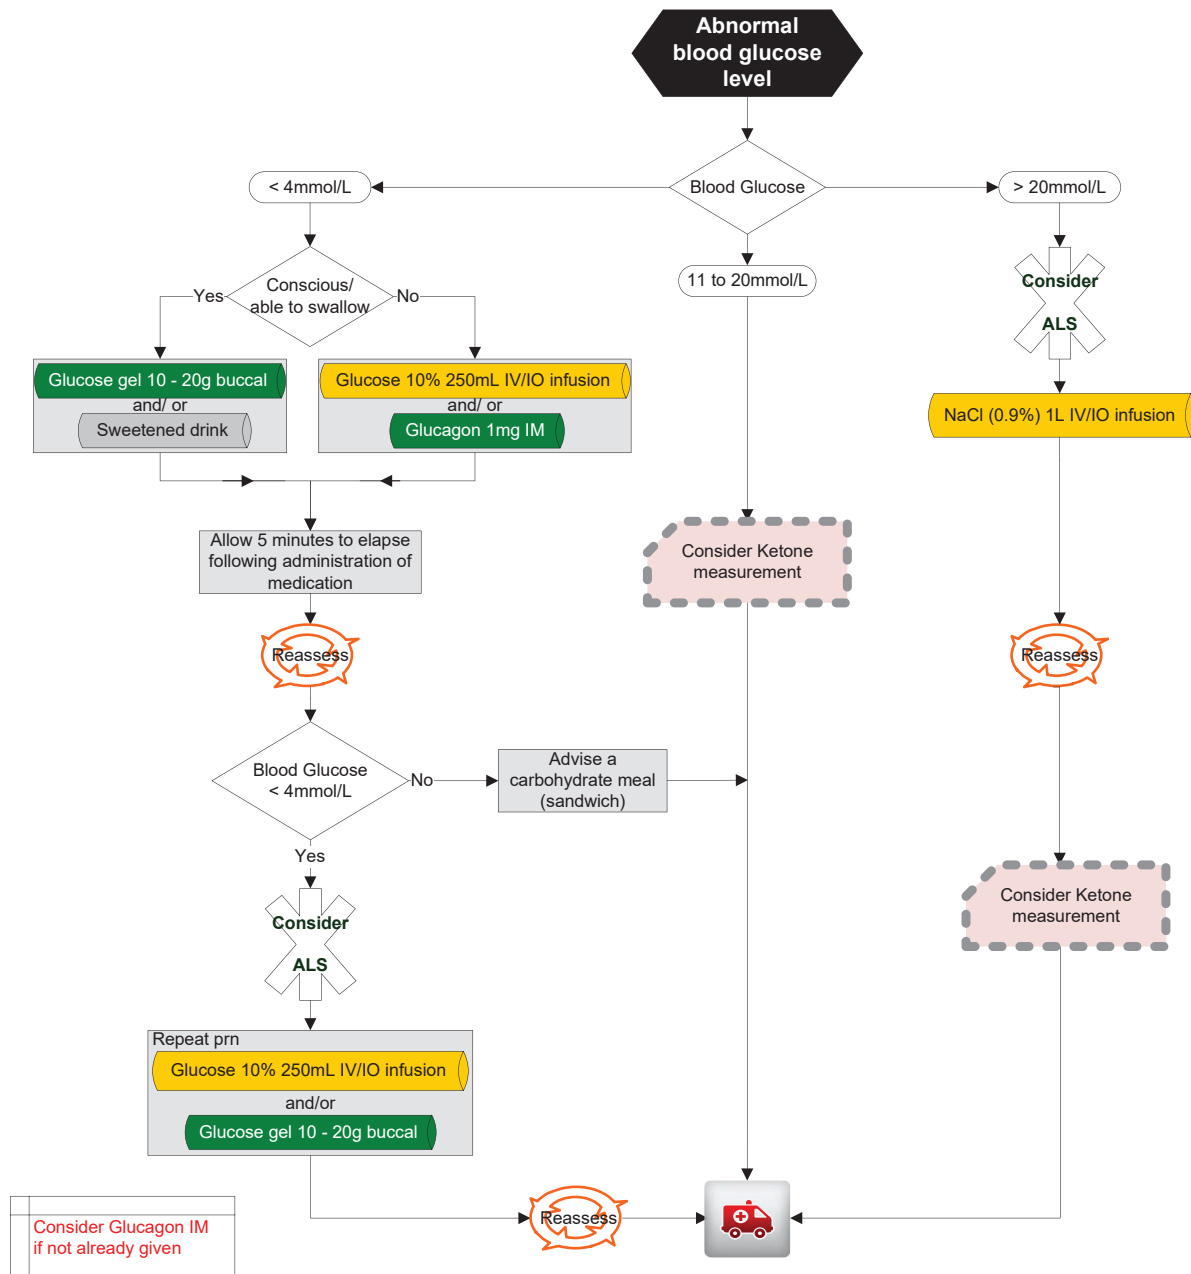 Abnormal
blood glucose
level
Blood Glucose
< 4mmol/L
> 20mmol/L
11 to 20mmol/L
Conscious/
able to swallow
Yes
No
Consider
ALS
Glucose gel 10 - 20g buccal
and/ or
Sweetened drink
Glucose 10% 250mL IV/IO infusion
and/ or
Glucagon 1mg IM
NaCl (0.9%) 1L IV/IO infusion
Allow 5 minutes to elapse
following administration of
medication
Consider Ketone
measurement
Reassess
Reassess
Blood Glucose
< 4mmol/L
No
Advise a
carbohydrate meal
(sandwich)
Yes
Consider
ALS
Consider Ketone
measurement
Repeat prn
Glucose 10% 250mL IV/IO infusion
and/or
Glucose gel 10 - 20g buccal
Reassess
Consider Glucagon IM
if not already given